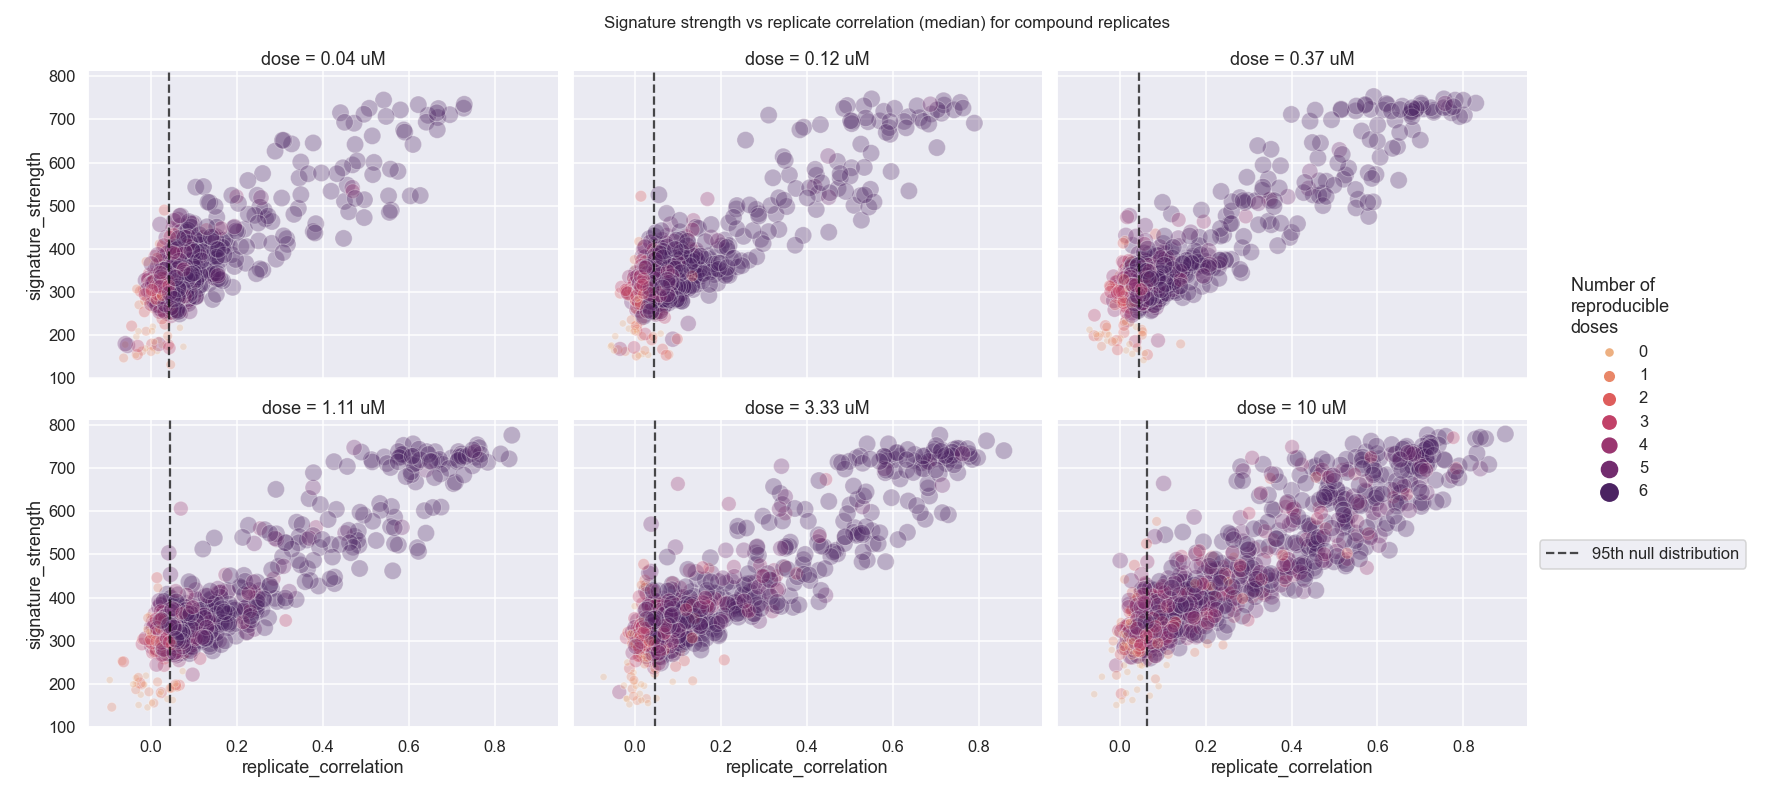 Signature strength vs replicate correlation (median) for compound replicates
dose = 0.04 uM
dose = 0.12 uM
dose = 0.37 uM
800
700
600
500
400
300
200
100
signature_strength
dose = 1.11 uM
dose = 3.33 uM
dose = 10 uM
800
700
600
500
400
300
200
100
signature_strength
0.0 0.2 0.4 0.6 0.8
0.0 0.2 0.4 0.6 0.8
0.0 0.2 0.4 0.6 0.8
replicate_correlation
replicate_correlation
replicate_correlation
Number of
reproducible
doses
0
1
2
3
4
5
6
95th null distribution